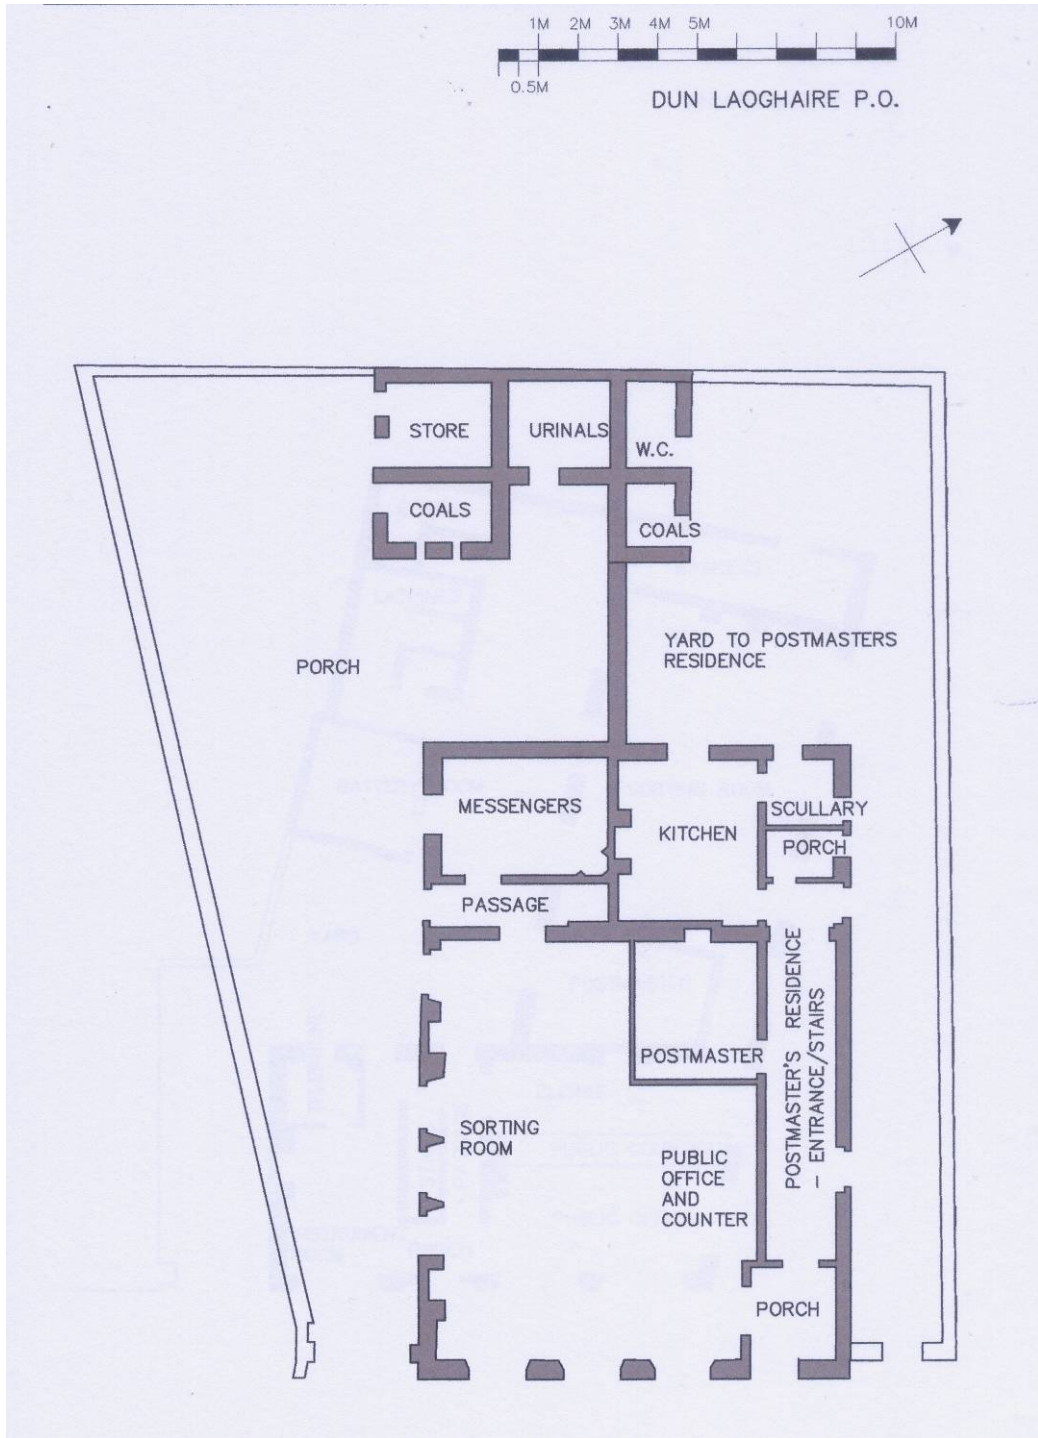 1M 2M 3M 4M 5M 10M
0.5M
DUN LAOGHAIRE P.O.
STORE
URINALS
W.C.
COALS
COALS
YARD TO POSTMASTERS
RESIDENCE
PORCH
MESSENGERS
KITCHEN
SCULLARY
PORCH
PASSAGE
POSTMASTER'S RESIDENCE
– ENTRANCE/STAIRS
POSTMASTER
SORTING
ROOM
PUBLIC
OFFICE
AND
COUNTER
PORCH